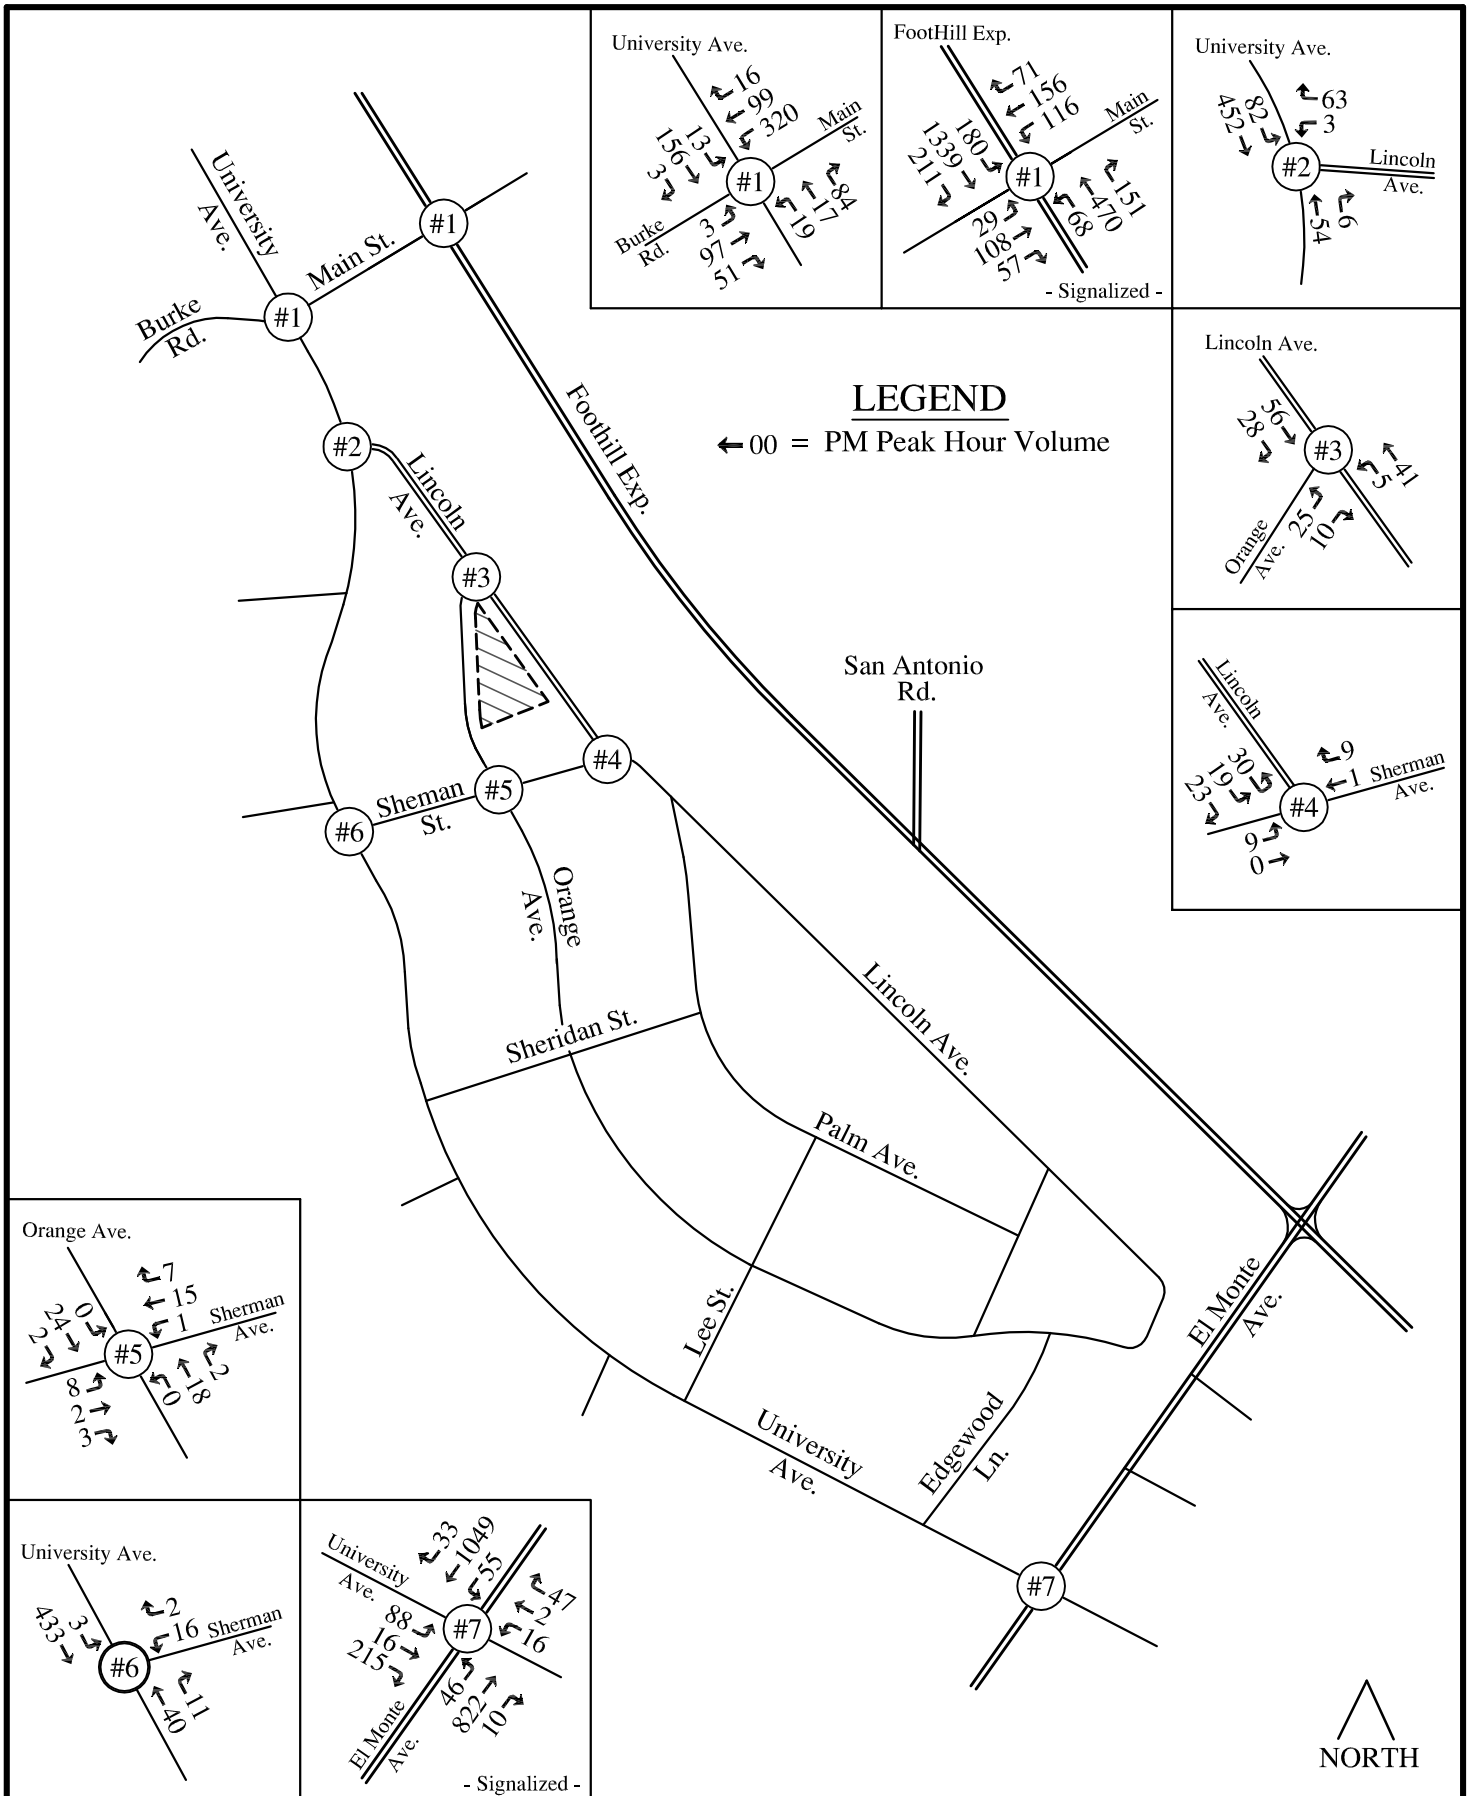 University Ave.
16
99
320
13
156
3
Main
St.
#1
84
17
19
3
97
51
Burke
Rd.
FootHill Exp.
71
156
116
180
1339
211
Main
St.
#1
151
470
68
29
108
57
- Signalized -
University Ave.
82
452
63
3
#2
Lincoln
Ave.
54
6
Lincoln Ave.
56
28
#3
41
5
25
10
Orange
Ave.
Lincoln
Ave.
30
19
23
9
1
Sherman
Ave.
#4
9
0
LEGEND
00 = PM Peak Hour Volume
University
Ave.
#1
Main St.
#1
Burke
Rd.
#2
Lincoln
Ave.
Foothill Exp.
#3
San Antonio
Rd.
#4
#5
Sheman
St.
#6
Orange
Ave.
Lincoln Ave.
Sheridan St.
Palm Ave.
Lee St.
El Monte
Ave.
Edgewood
Ln.
University
Ave.
#7
Orange Ave.
0
24
2
7
15
1
Sherman
Ave.
#5
8
2
3
0
18
2
University Ave.
3
433
2
16
Sherman
Ave.
#6
11
40
University
Ave.
33
1049
55
47
2
16
88
16
215
#7
46
822
10
El Monte
Ave.
- Signalized -
NORTH